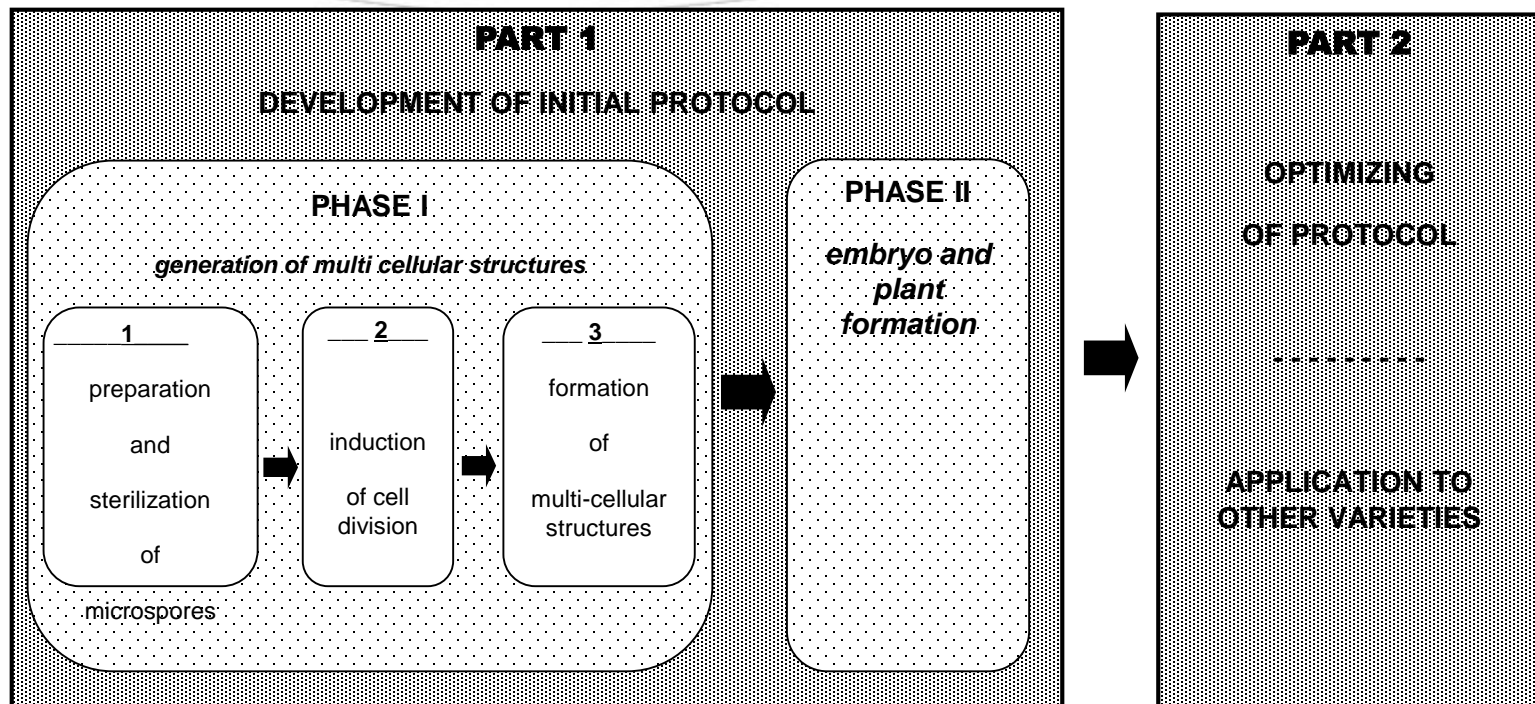 PART 1
DEVELOPMENT OF INITIAL PROTOCOL
PHASE I
generation of multi cellular structures
1
preparation
and
sterilization
of
microspores
2
induction
of cell
division
3
formation
of
multi-cellular
structures
PHASE II
embryo and
plant
formation
PART 2
OPTIMIZING
OF PROTOCOL
---------
APPLICATION TO
OTHER VARIETIES